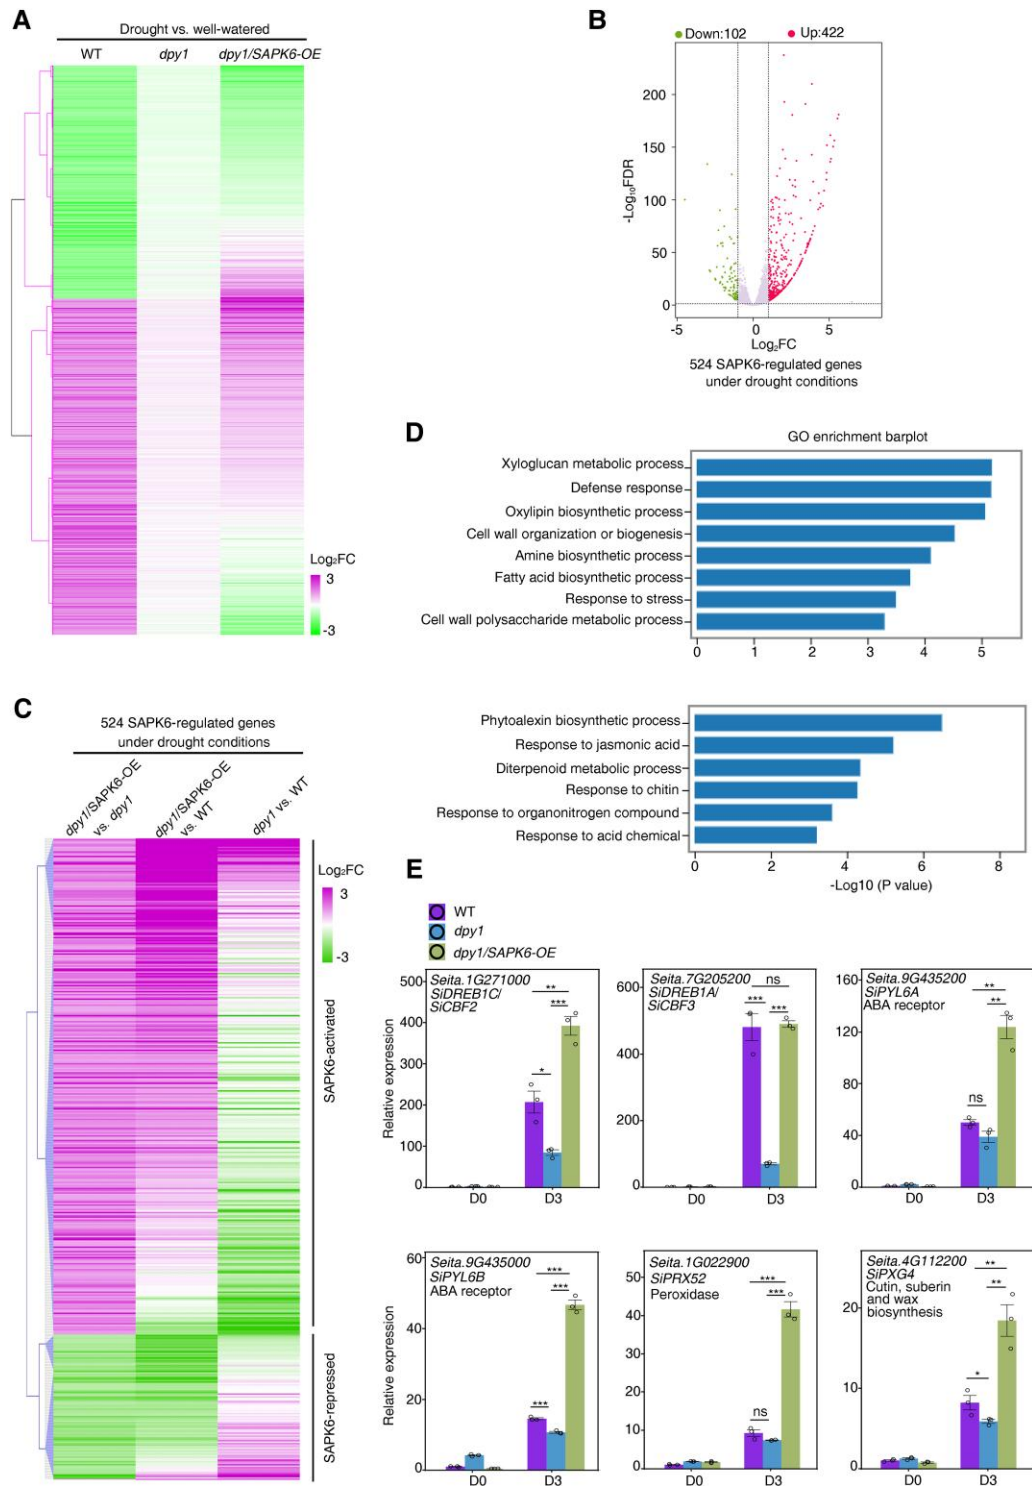 A
Drought vs. well-watered
WT
dpy1
dpy1/SAPK6-OE
Log₂FC
3
-3
B
Down:102
Up:422
200
150
100
50
0
-Log₁₀FDR
-5
0
5
Log₂FC
524 SAPK6-regulated genes
under drought conditions
C
524 SAPK6-regulated genes
under drought conditions
dpy1/SAPK6-OE
vs. dpy1
dpy1/SAPK6-OE
vs. WT
dpy1 vs. WT
Log₂FC
3
-3
SAPK6-activated
SAPK6-repressed
D
GO enrichment barplot
Xyloglucan metabolic process
Defense response
Oxylipin biosynthetic process
Cell wall organization or biogenesis
Amine biosynthetic process
Fatty acid biosynthetic process
Response to stress
Cell wall polysaccharide metabolic process
0 1 2 3 4 5
Phytoalexin biosynthetic process
Response to jasmonic acid
Diterpenoid metabolic process
Response to chitin
Response to organonitrogen compound
Response to acid chemical
0 2 4 6 8
-Log10 (P value)
E
WT
dpy1
dpy1/SAPK6-OE
Relative expression
500
400
300
200
100
0
Seita.1G271000
SiDREB1C/
SiCBF2
**
***
*
D0 D3
600
400
200
0
Seita.7G205200
SiDREB1A/
SiCBF3
ns
*** ***
D0 D3
160
120
80
40
0
Seita.9G435200
SiPYL6A
ABA receptor
**
**
ns
D0 D3
Relative expression
60
40
20
0
Seita.9G435000
SiPYL6B
ABA receptor
***
***
***
D0 D3
50
40
30
20
10
0
Seita.1G022900
SiPRX52
Peroxidase
***
***
ns
D0 D3
20
10
0
Seita.4G112200
SiPXG4
Cutin, suberin
and wax
biosynthesis
**
**
*
D0 D3